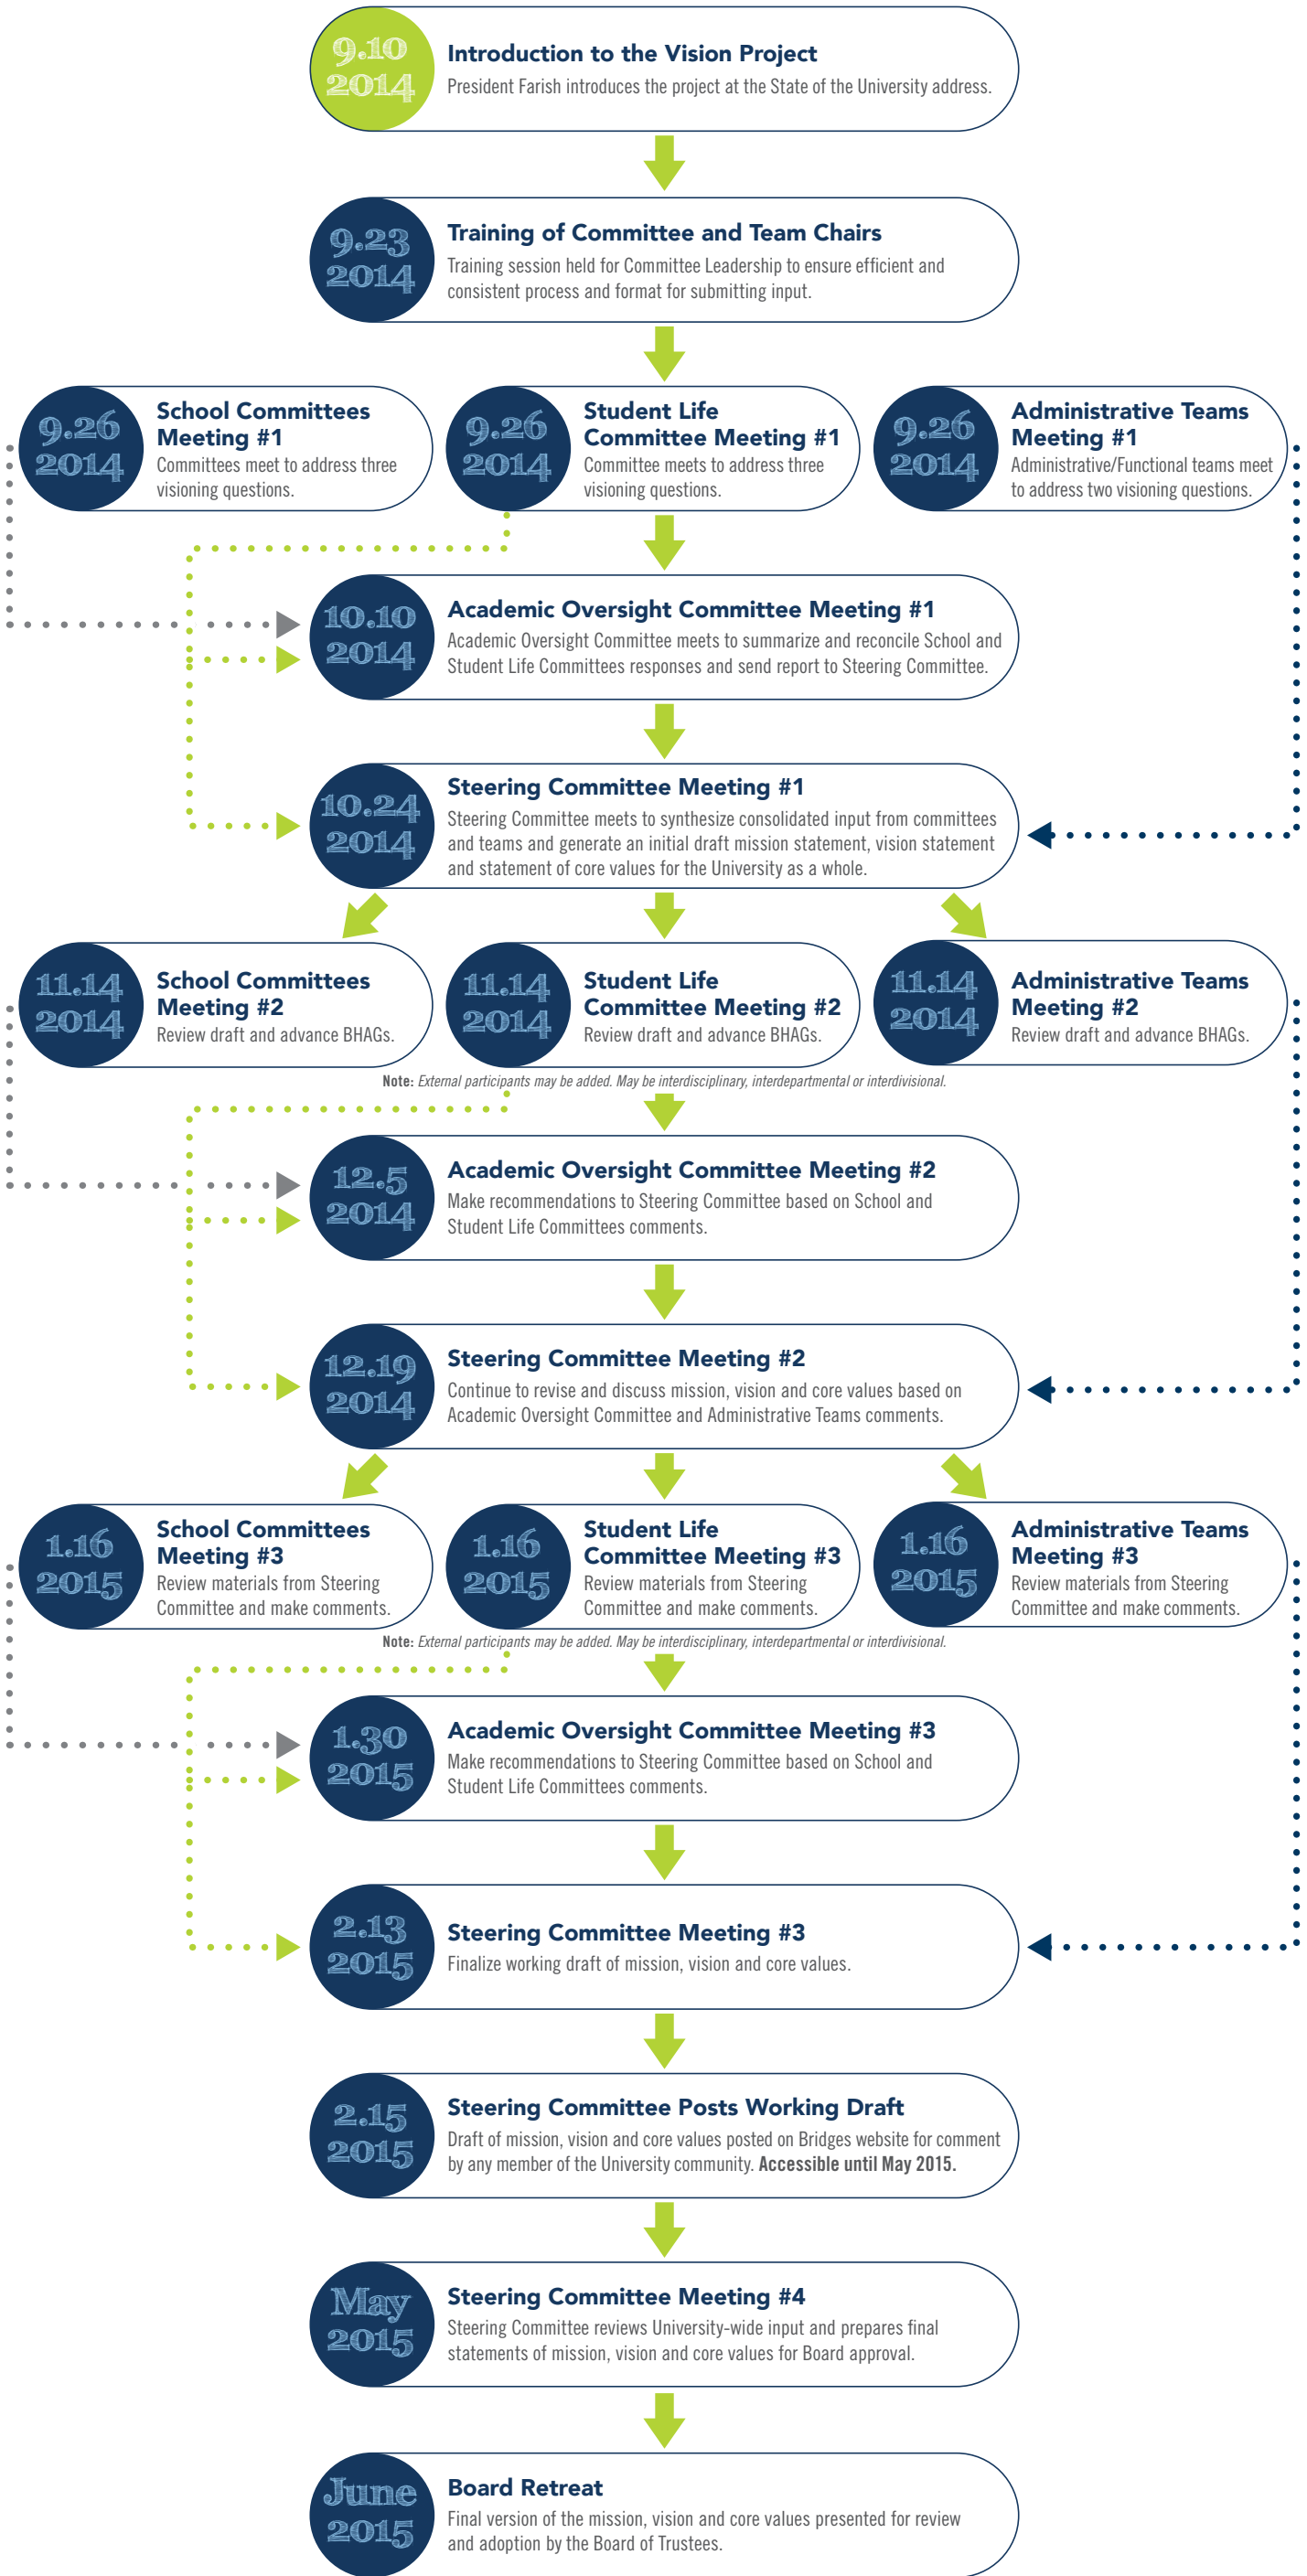 9.10
2014
Introduction to the Vision Project
President Farish introduces the project at the State of the University address.
9.23
2014
Training of Committee and Team Chairs
Training session held for Committee Leadership to ensure efficient and
consistent process and format for submitting input.
9.26
2014
School Committees
Meeting #1
Committees meet to address three
visioning questions.
9.26
2014
Student Life
Committee Meeting #1
Committee meets to address three
visioning questions.
9.26
2014
Administrative Teams
Meeting #1
Administrative/Functional teams meet
to address two visioning questions.
10.10
2014
Academic Oversight Committee Meeting #1
Academic Oversight Committee meets to summarize and reconcile School and
Student Life Committees responses and send report to Steering Committee.
10.24
2014
Steering Committee Meeting #1
Steering Committee meets to synthesize consolidated input from committees
and teams and generate an initial draft mission statement, vision statement
and statement of core values for the University as a whole.
11.14
2014
School Committees
Meeting #2
Review draft and advance BHAGs.
11.14
2014
Student Life
Committee Meeting #2
Review draft and advance BHAGs.
11.14
2014
Administrative Teams
Meeting #2
Review draft and advance BHAGs.
Note: External participants may be added. May be interdisciplinary, interdepartmental or interdivisional.
12.5
2014
Academic Oversight Committee Meeting #2
Make recommendations to Steering Committee based on School and
Student Life Committees comments.
12.19
2014
Steering Committee Meeting #2
Continue to revise and discuss mission, vision and core values based on
Academic Oversight Committee and Administrative Teams comments.
1.16
2015
School Committees
Meeting #3
Review materials from Steering
Committee and make comments.
1.16
2015
Student Life
Committee Meeting #3
Review materials from Steering
Committee and make comments.
1.16
2015
Administrative Teams
Meeting #3
Review materials from Steering
Committee and make comments.
Note: External participants may be added. May be interdisciplinary, interdepartmental or interdivisional.
1.30
2015
Academic Oversight Committee Meeting #3
Make recommendations to Steering Committee based on School and
Student Life Committees comments.
2.13
2015
Steering Committee Meeting #3
Finalize working draft of mission, vision and core values.
2.15
2015
Steering Committee Posts Working Draft
Draft of mission, vision and core values posted on Bridges website for comment
by any member of the University community. Accessible until May 2015.
May
2015
Steering Committee Meeting #4
Steering Committee reviews University-wide input and prepares final
statements of mission, vision and core values for Board approval.
June
2015
Board Retreat
Final version of the mission, vision and core values presented for review
and adoption by the Board of Trustees.